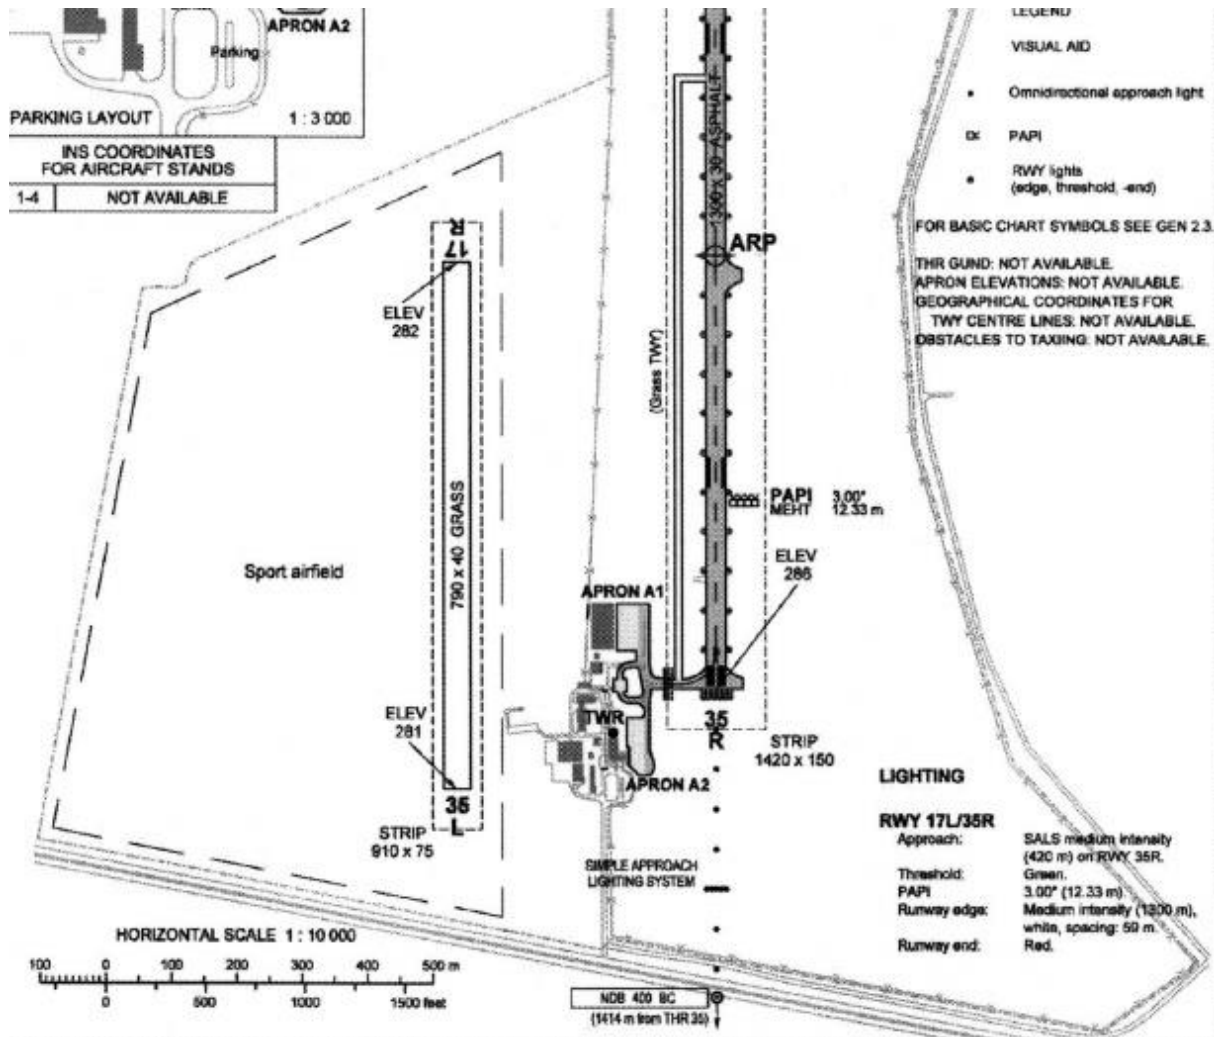 APRON A2
Parking
PARKING LAYOUT 1 : 3 000
INS COORDINATES
FOR AIRCRAFT STANDS
1-4 NOT AVAILABLE
LEGEND
VISUAL AID
Omnidirectional approach light
PAPI
RWY lights
(edge, threshold, -end)
FOR BASIC CHART SYMBOLS SEE GEN 2.3.
THR GUND: NOT AVAILABLE.
APRON ELEVATIONS: NOT AVAILABLE.
GEOGRAPHICAL COORDINATES FOR
TWY CENTRE LINES: NOT AVAILABLE.
OBSTACLES TO TAXIING: NOT AVAILABLE.
1300 x 30 ASPHALT
ARP
17
R
ELEV
282
(Grass TWY)
790 x 40 GRASS
Sport airfield
PAPI 3.00°
MEHT 12.33 m
ELEV
286
APRON A1
TWR
APRON A2
35
R
STRIP
1420 x 150
ELEV
281
35
L
STRIP
910 x 75
SIMPLE APPROACH
LIGHTING SYSTEM
LIGHTING
RWY 17L/35R
Approach: SALS medium intensity
(420 m) on RWY 35R.
Threshold: Green.
PAPI 3.00° (12.33 m)
Runway edge: Medium intensity (1300 m),
white, spacing: 59 m.
Runway end: Red.
HORIZONTAL SCALE 1 : 10 000
100 0 100 200 300 400 500 m
0 500 1000 1500 feet
NDB 400 BC
(1414 m from THR 35)